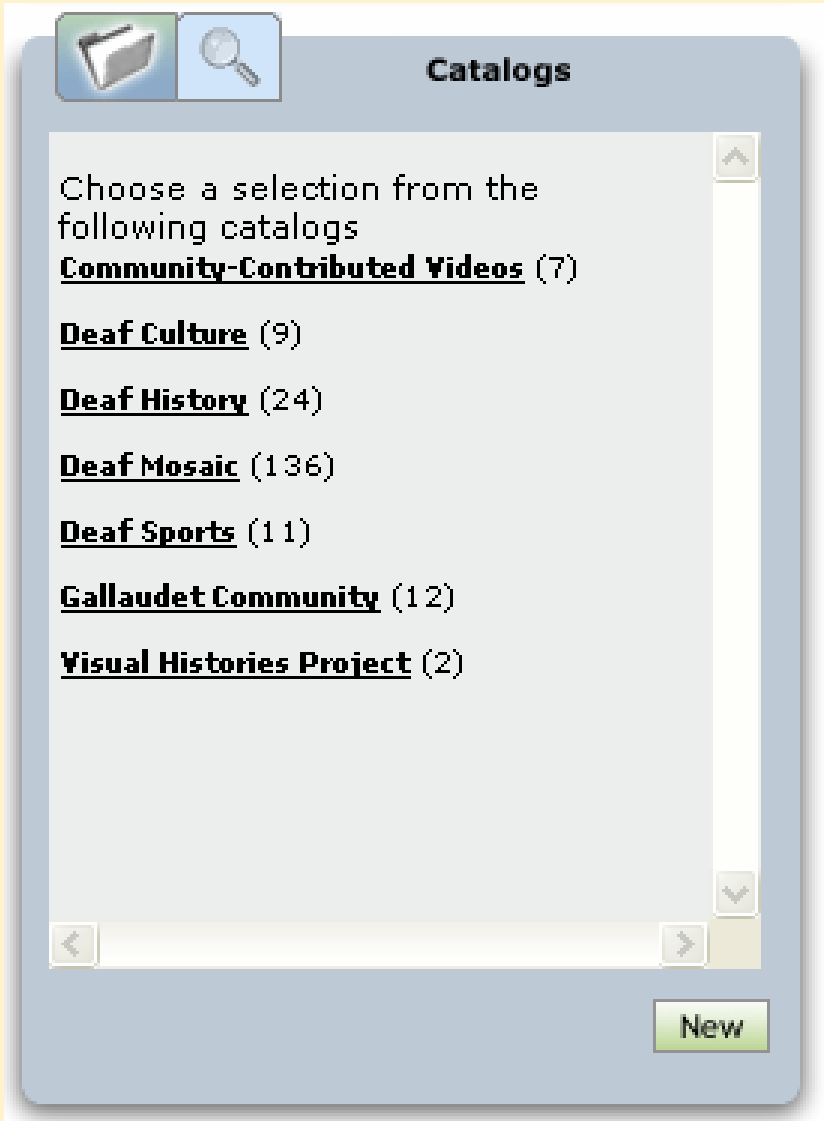 Catalogs
Choose a selection from the
following catalogs
Community-Contributed Videos (7)
Deaf Culture (9)
Deaf History (24)
Deaf Mosaic (136)
Deaf Sports (11)
Gallaudet Community (12)
Visual Histories Project (2)
New